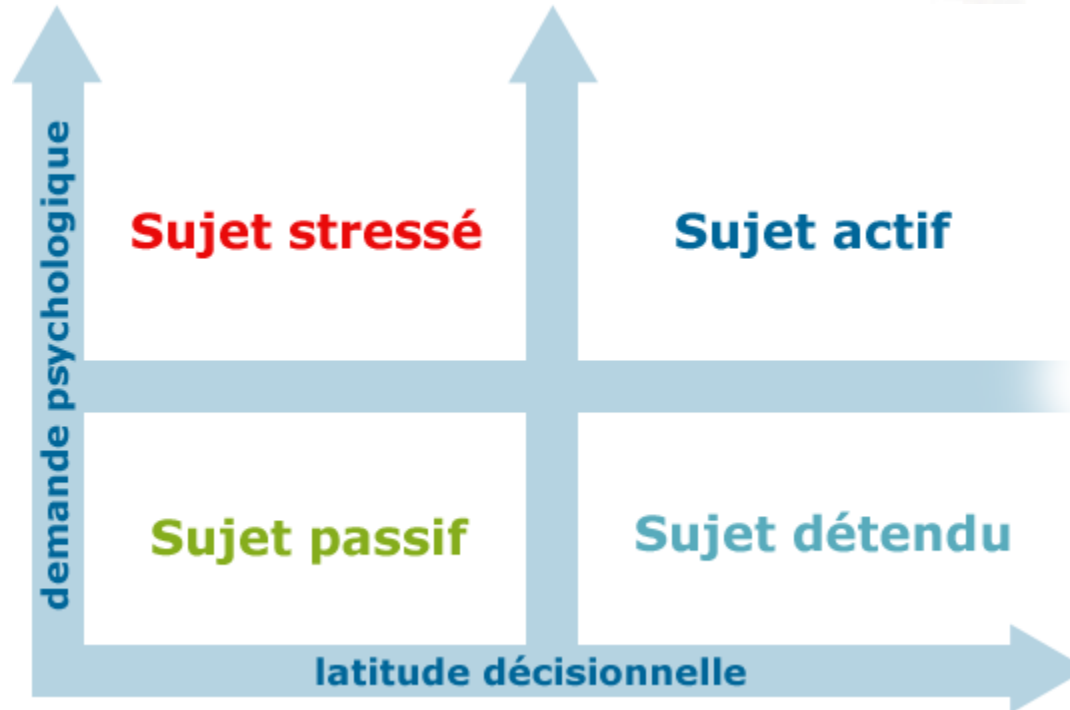 demande psychologique
Sujet stressé
Sujet actif
Sujet passif
Sujet détendu
latitude décisionnelle